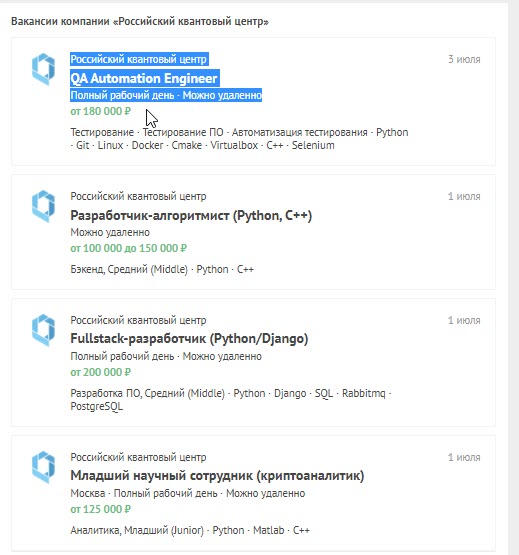 Вакансии компании «Российский квантовый центр»
Российский квантовый центр
3 июля
QA Automation Engineer
Полный рабочий день · Можно удаленно
от 180 000 ₽
Тестирование · Тестирование ПО · Автоматизация тестирования · Python
· Git · Linux · Docker · Cmake · Virtualbox · C++ · Selenium
Российский квантовый центр
1 июля
Разработчик-алгоритмист (Python, C++)
Можно удаленно
от 100 000 до 150 000 ₽
Бэкенд, Средний (Middle) · Python · C++
Российский квантовый центр
1 июля
Fullstack-разработчик (Python/Django)
Полный рабочий день · Можно удаленно
от 200 000 ₽
Разработка ПО, Средний (Middle) · Python · Django · SQL · Rabbitmq ·
PostgreSQL
Российский квантовый центр
1 июля
Младший научный сотрудник (криптоаналитик)
Москва · Полный рабочий день · Можно удаленно
от 125 000 ₽
Аналитика, Младший (Junior) · Python · Matlab · C++